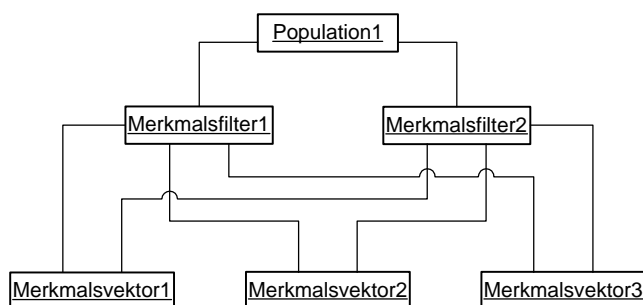 Population1
Merkmalsfilter1
Merkmalsfilter2
Merkmalsvektor1
Merkmalsvektor2
Merkmalsvektor3